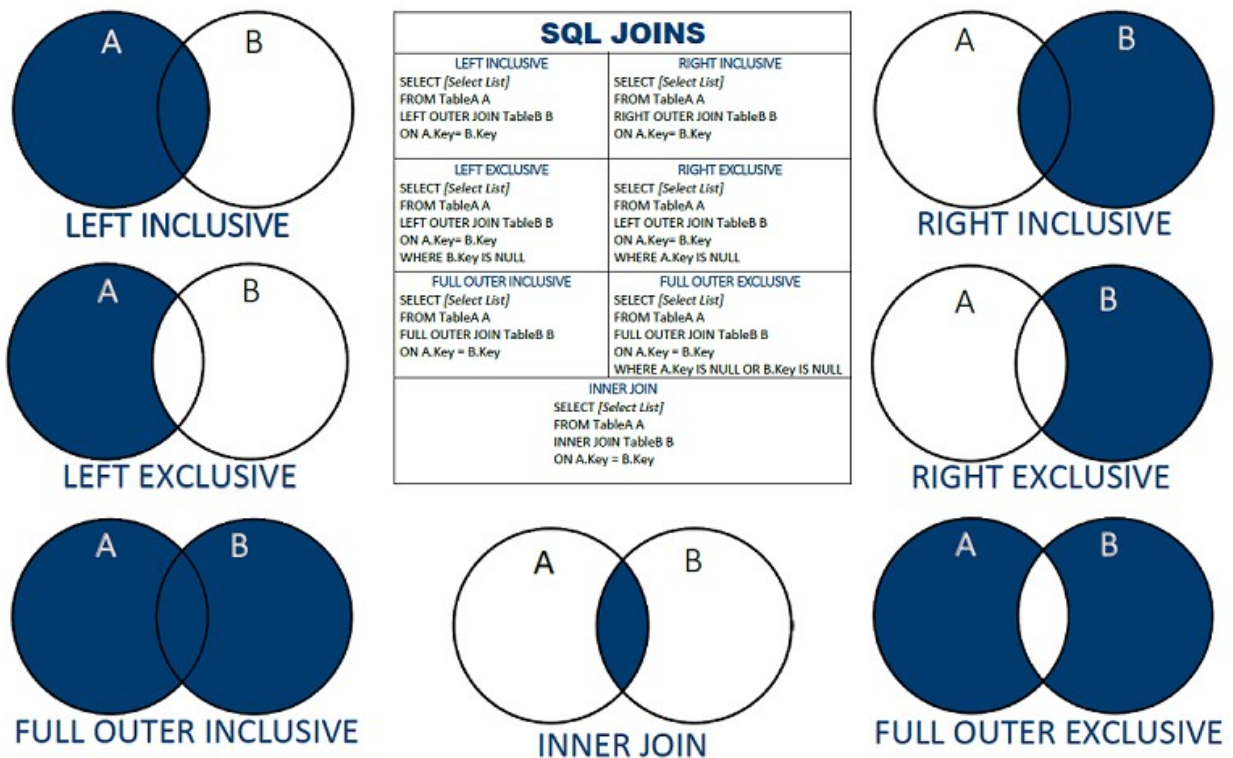 A B
LEFT INCLUSIVE
A B
LEFT EXCLUSIVE
A B
FULL OUTER INCLUSIVE
SQL JOINS
LEFT INCLUSIVE
SELECT [Select List]
FROM TableA A
LEFT OUTER JOIN TableB B
ON A.Key= B.Key
RIGHT INCLUSIVE
SELECT [Select List]
FROM TableA A
RIGHT OUTER JOIN TableB B
ON A.Key= B.Key
LEFT EXCLUSIVE
SELECT [Select List]
FROM TableA A
LEFT OUTER JOIN TableB B
ON A.Key= B.Key
WHERE B.Key IS NULL
RIGHT EXCLUSIVE
SELECT [Select List]
FROM TableA A
LEFT OUTER JOIN TableB B
ON A.Key= B.Key
WHERE A.Key IS NULL
FULL OUTER INCLUSIVE
SELECT [Select List]
FROM TableA A
FULL OUTER JOIN TableB B
ON A.Key = B.Key
FULL OUTER EXCLUSIVE
SELECT [Select List]
FROM TableA A
FULL OUTER JOIN TableB B
ON A.Key = B.Key
WHERE A.Key IS NULL OR B.Key IS NULL
INNER JOIN
SELECT [Select List]
FROM TableA A
INNER JOIN TableB B
ON A.Key = B.Key
A B
INNER JOIN
A B
RIGHT INCLUSIVE
A B
RIGHT EXCLUSIVE
A B
FULL OUTER EXCLUSIVE